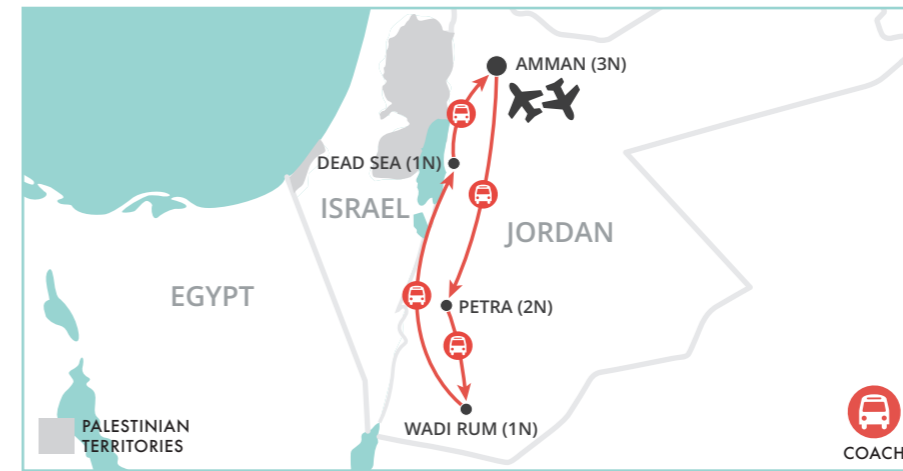 AMMAN (3N)
DEAD SEA (1N)
ISRAEL
JORDAN
EGYPT
PETRA (2N)
WADI RUM (1N)
PALESTINIAN
TERRITORIES
COACH